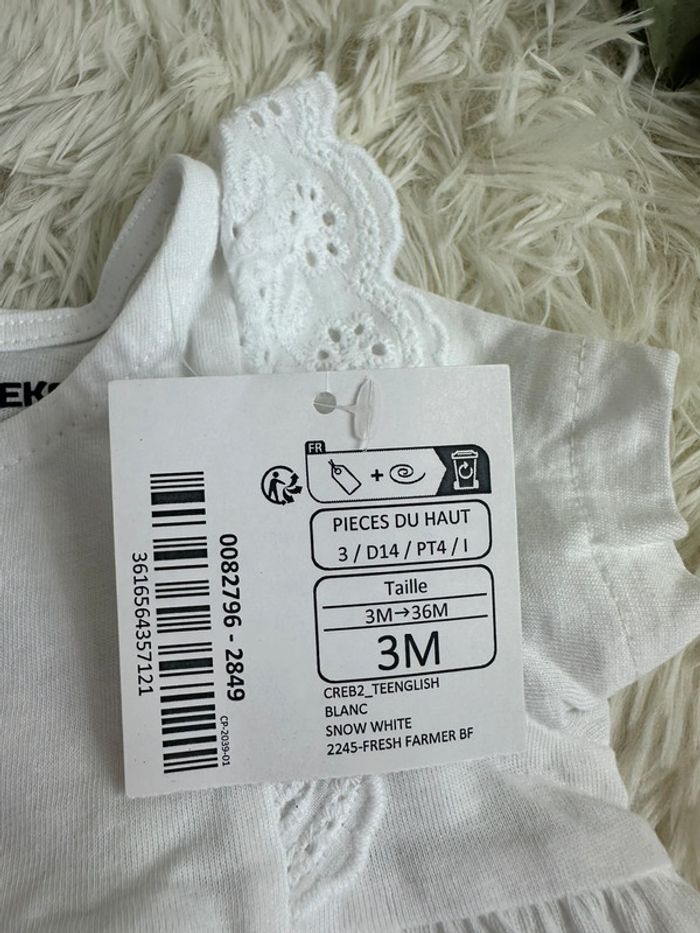 EK
FR
+
PIECES DU HAUT
3 / D14 / PT4 / I
Taille
3M→36M
3M
CREB2_TEENGLISH
BLANC
SNOW WHITE
2245-FRESH FARMER BF
0082796 - 2849
3616564357121
CP-2039-01